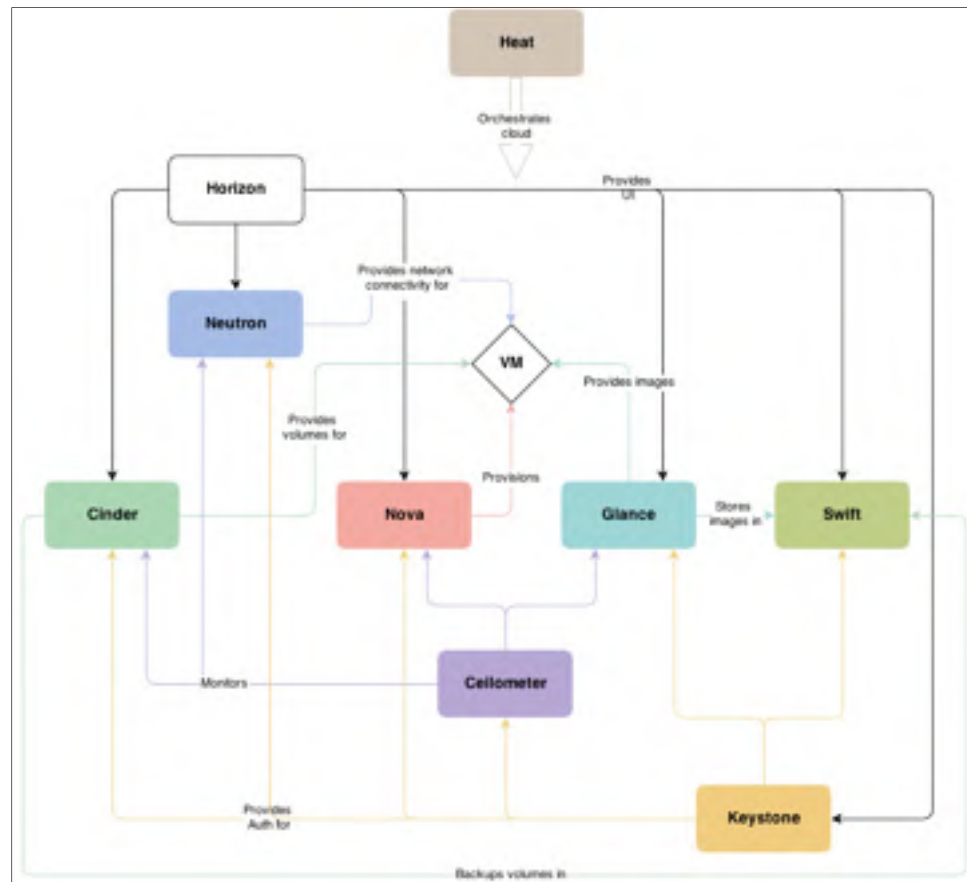 Heat
Orchestrates
cloud
Horizon
Provides
UI
Provides network
connectivity for
Neutron
VM
Provides images
Provides
volumes for
Provisions
Cinder
Nova
Glance
Stores
images in
Swift
Ceilometer
Monitors
Provides
Auth for
Keystone
Backups volumes in